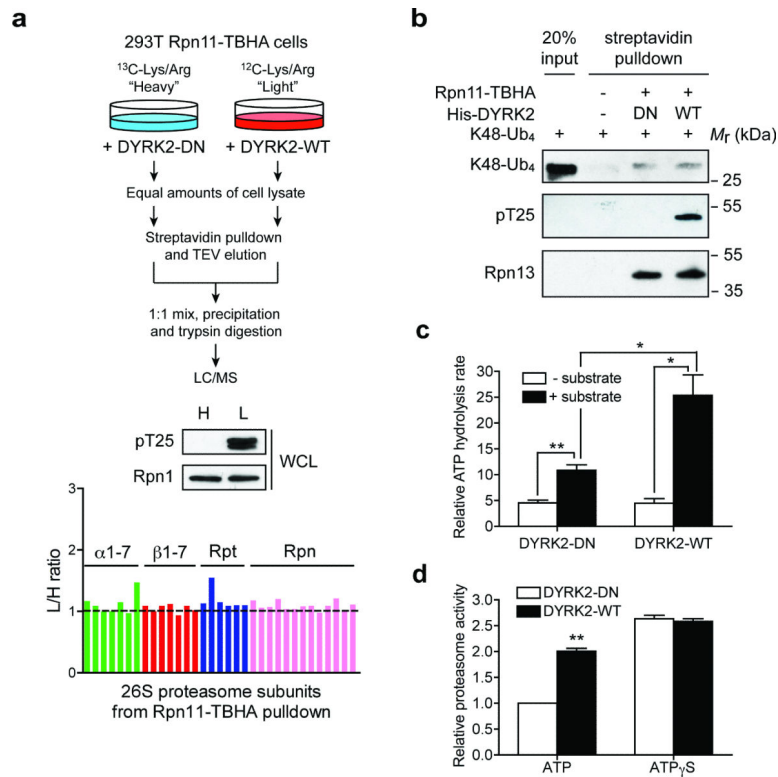 a
293T Rpn11-TBHA cells
¹³C-Lys/Arg
"Heavy"
¹²C-Lys/Arg
"Light"
+ DYRK2-DN
+ DYRK2-WT
Equal amounts of cell lysate
Streptavidin pulldown
and TEV elution
1:1 mix, precipitation
and trypsin digestion
LC/MS
H L
pT25
Rpn1
WCL
3
2
1
0
L/H ratio
α1-7 β1-7 Rpt Rpn
26S proteasome subunits
from Rpn11-TBHA pulldown
b
20%
input
streptavidin
pulldown
Rpn11-TBHA - + +
His-DYRK2 - DN WT
K48-Ub₄ + + + + Mr (kDa)
K48-Ub₄
- 25
pT25
- 55
Rpn13
- 55
- 35
c
Relative ATP hydrolysis rate
30
25
20
15
10
5
0
- substrate
+ substrate
**
*
*
DYRK2-DN DYRK2-WT
d
Relative proteasome activity
3.0
2.5
2.0
1.5
1.0
0.5
0.0
DYRK2-DN
DYRK2-WT
**
ATP ATPγS